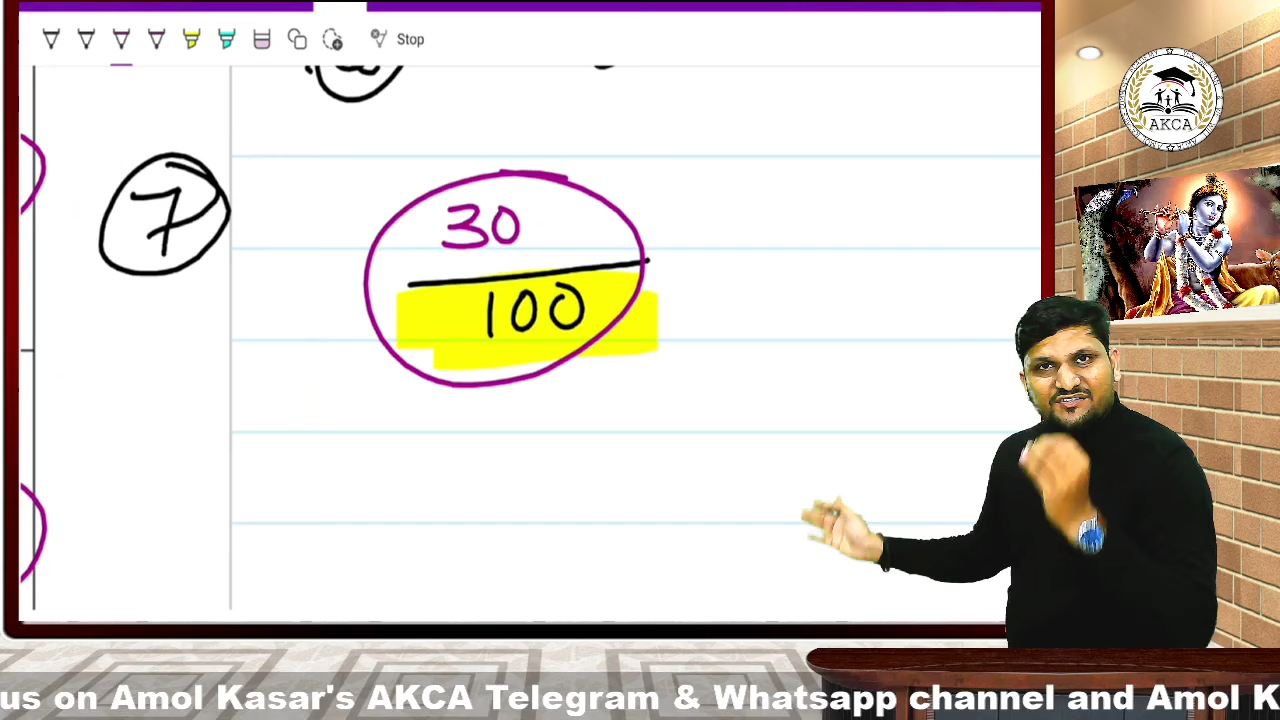 Stop
7
30
100
AKCA
us on Amol Kasar's AKCA Telegram & Whatsapp channel and Amol K